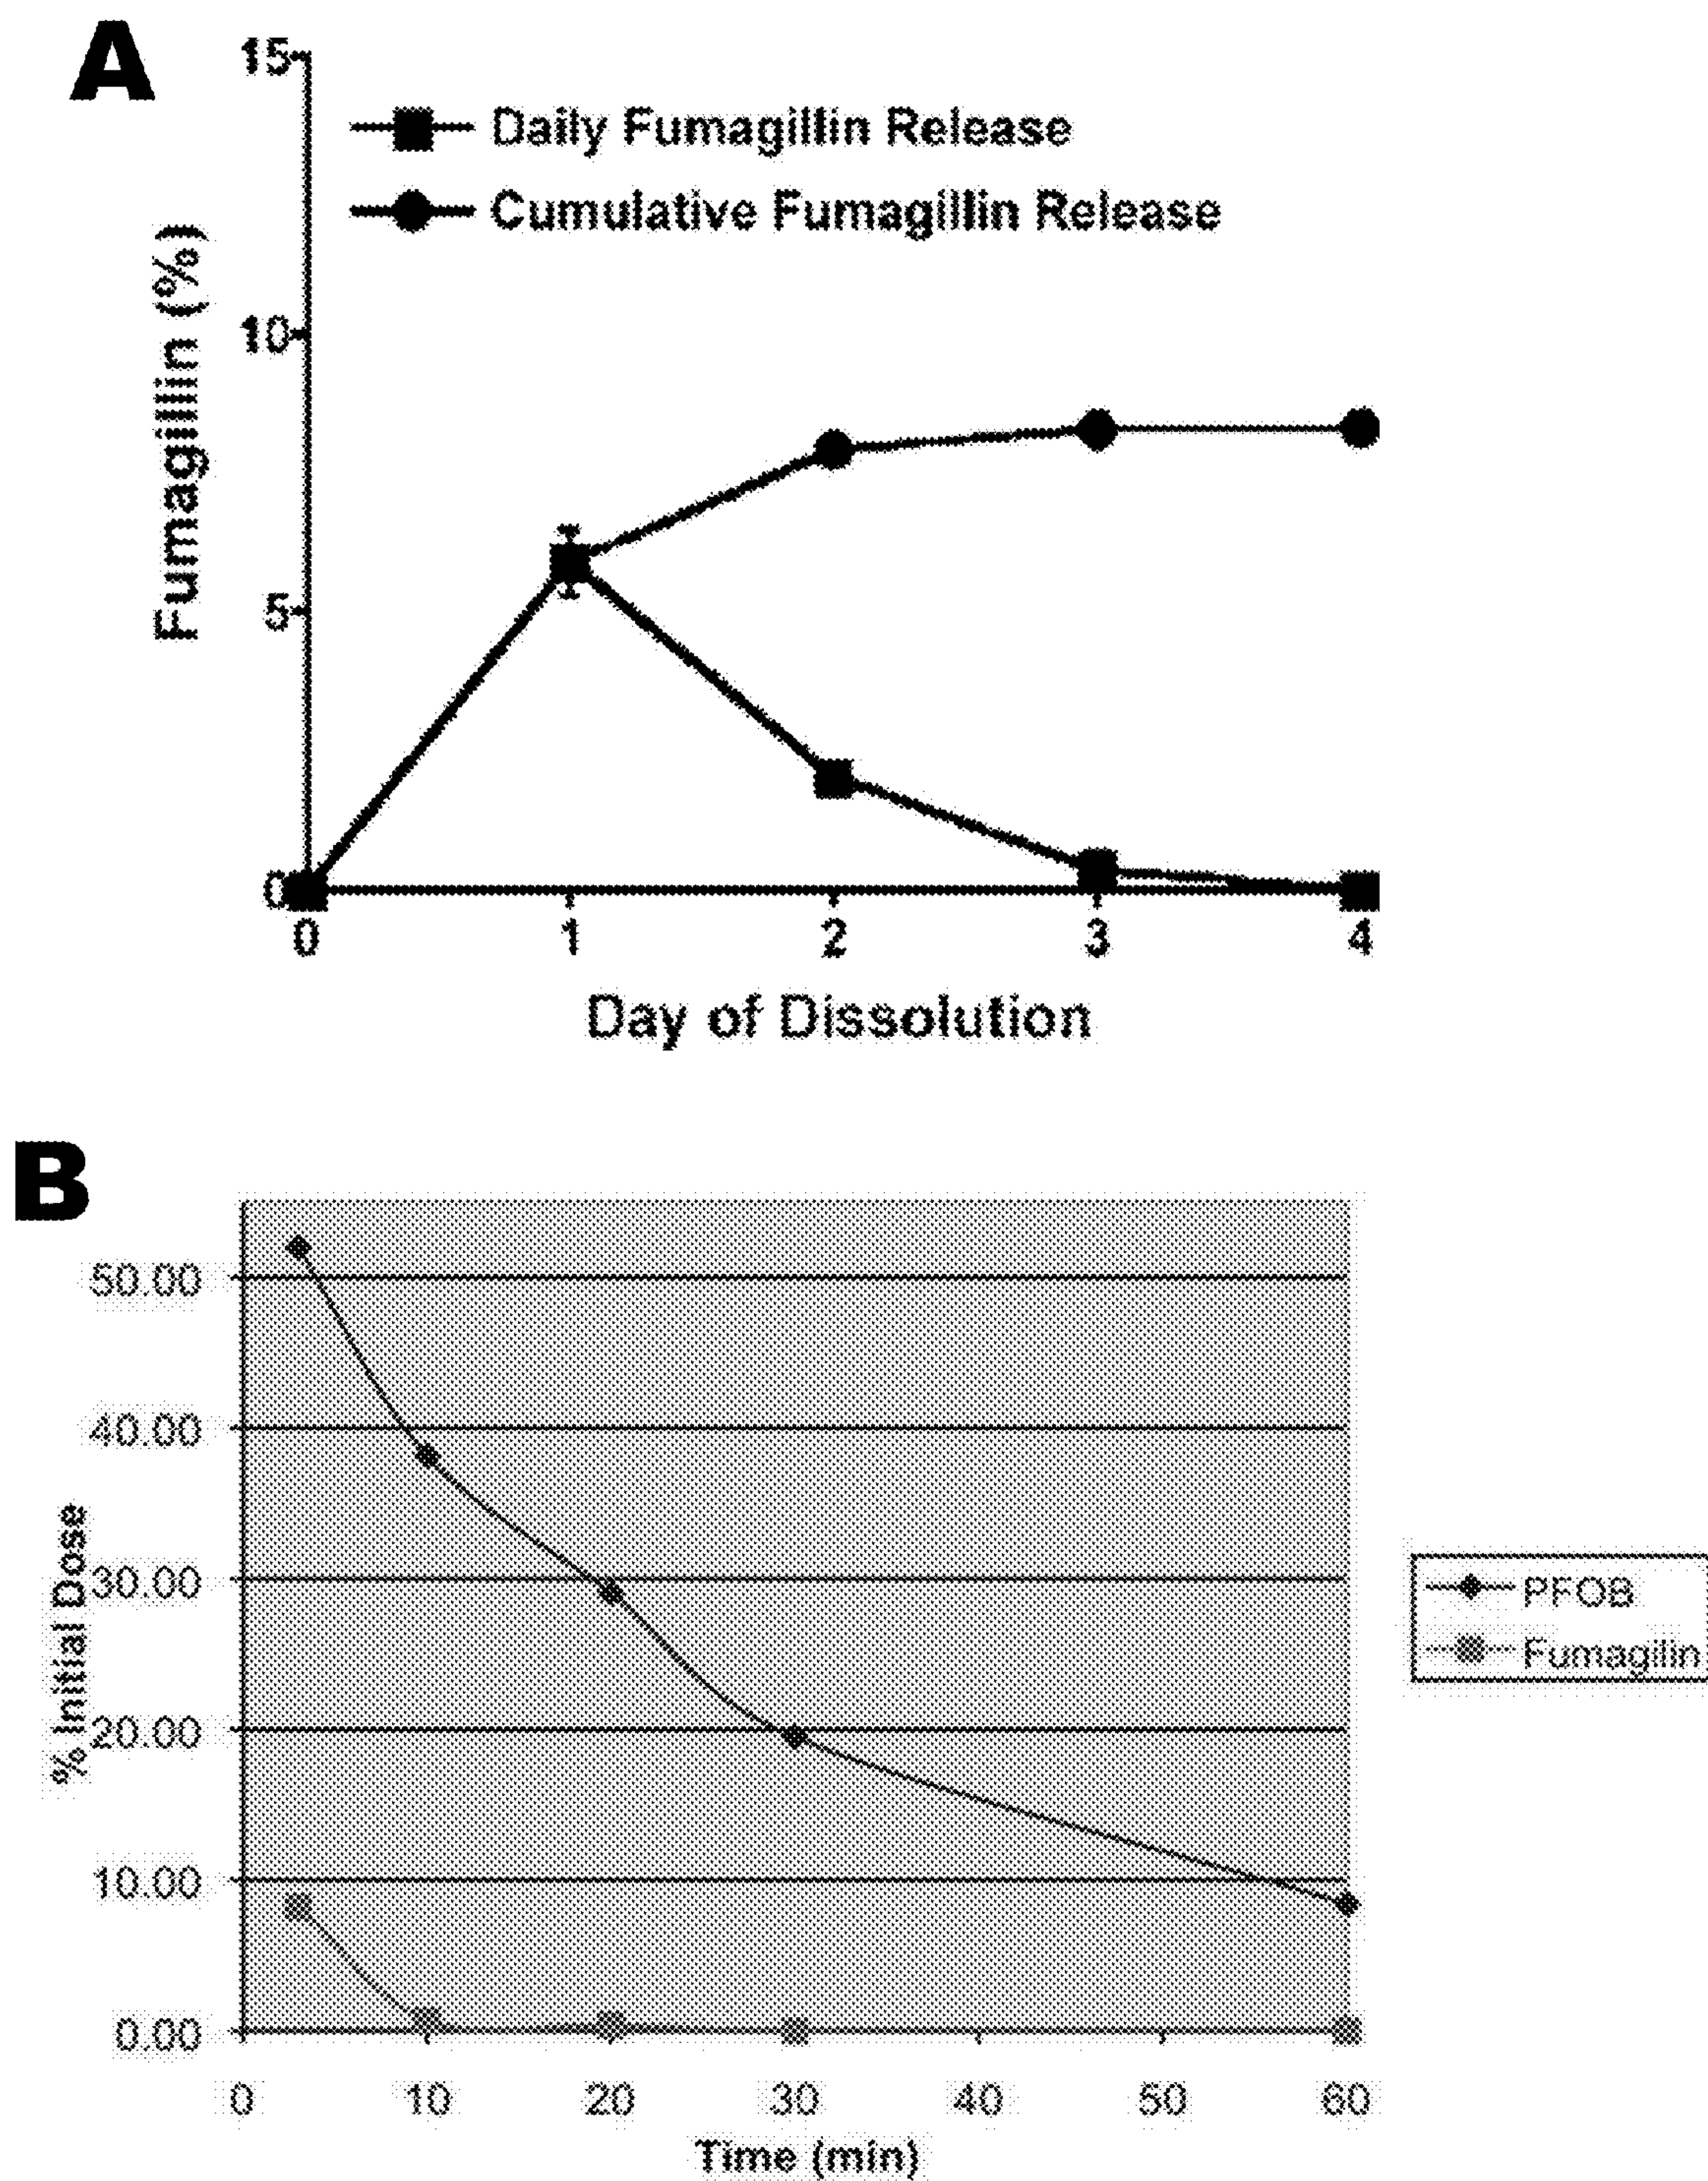 A
15
Daily Fumagillin Release
Cumulative Fumagillin Release
10
5
0
Fumagillin (%)
0 1 2 3 4
Day of Dissolution
B
50.00
40.00
30.00
20.00
10.00
0.00
% Initial Dose
0 10 20 30 40 50 60
Time (min)
PFOB
Fumagilin